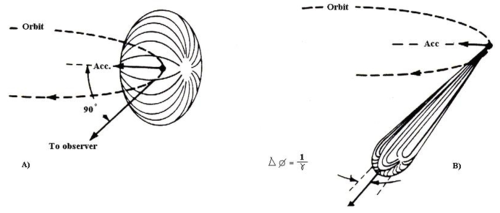 Orbit
Acc.
90°
To observer
A)
Orbit
Acc
Δφ = 1/γ
B)